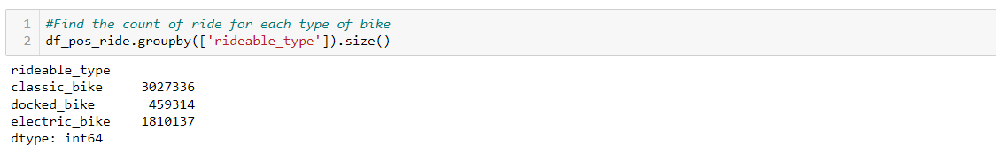 1 #Find the count of ride for each type of bike
2 df_pos_ride.groupby(['rideable_type']).size()
rideable_type
classic_bike 3027336
docked_bike 459314
electric_bike 1810137
dtype: int64